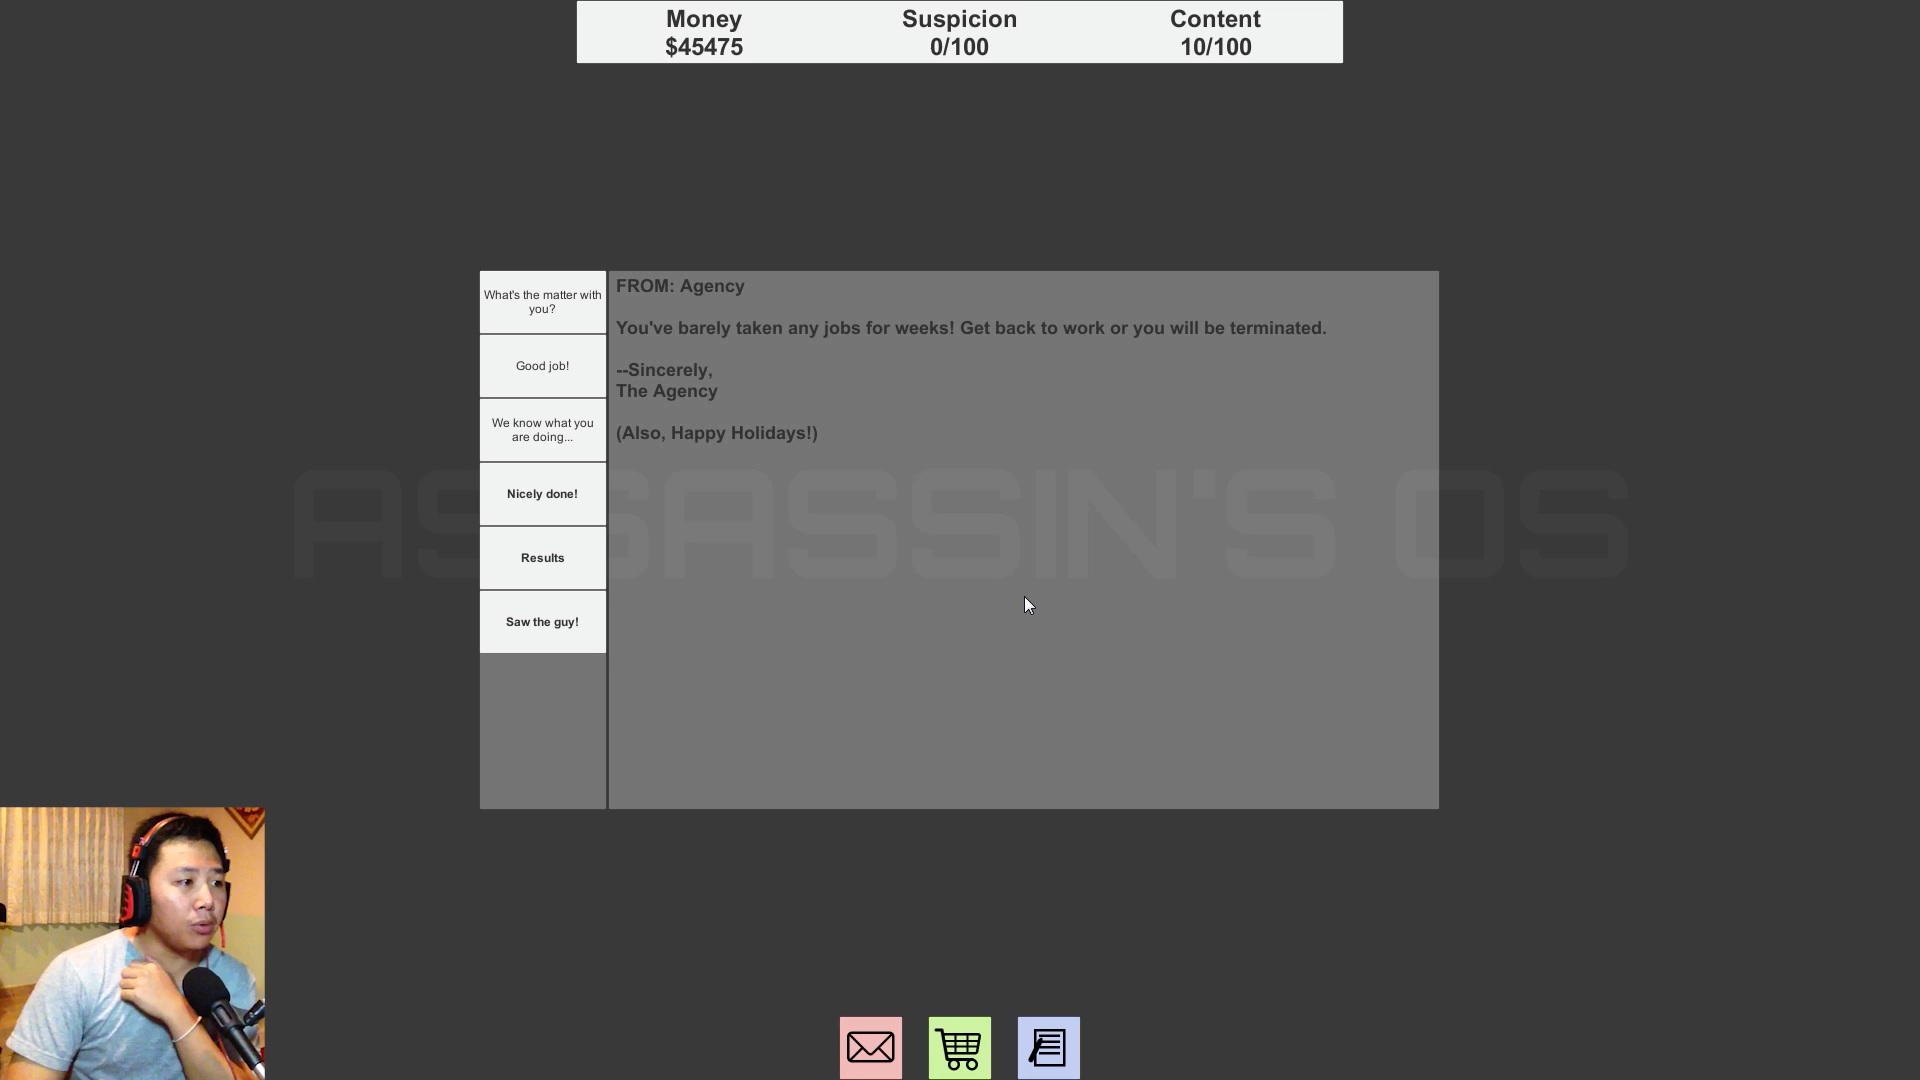 Money
$45475
Suspicion
0/100
Content
10/100
What's the matter with
you?
Good job!
We know what you
are doing...
Nicely done!
Results
Saw the guy!
FROM: Agency
You've barely taken any jobs for weeks! Get back to work or you will be terminated.
--Sincerely,
The Agency
(Also, Happy Holidays!)
ASSASSIN'S OS